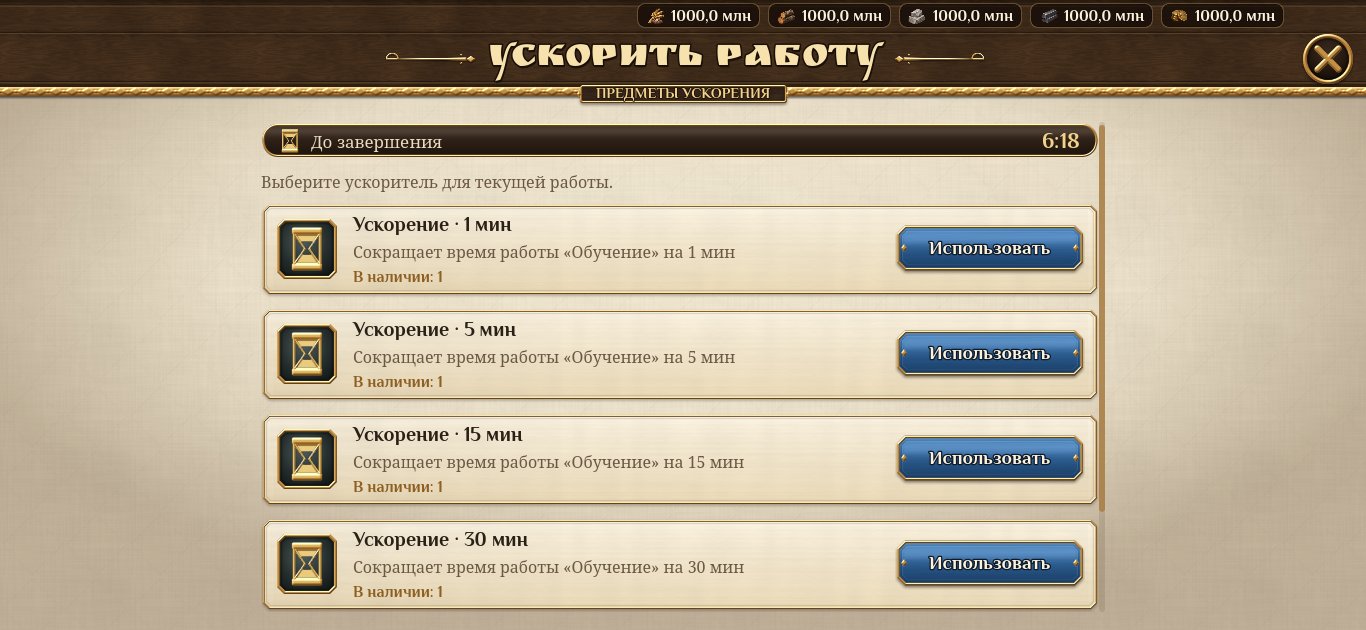 1000,0 млн 1000,0 млн 1000,0 млн 1000,0 млн 1000,0 млн
УСКОРИТЬ РАБОТУ
ПРЕДМЕТЫ УСКОРЕНИЯ
До завершения 6:18
Выберите ускоритель для текущей работы.
Ускорение · 1 мин
Сокращает время работы «Обучение» на 1 мин
В наличии: 1
Использовать
Ускорение · 5 мин
Сокращает время работы «Обучение» на 5 мин
В наличии: 1
Использовать
Ускорение · 15 мин
Сокращает время работы «Обучение» на 15 мин
В наличии: 1
Использовать
Ускорение · 30 мин
Сокращает время работы «Обучение» на 30 мин
В наличии: 1
Использовать